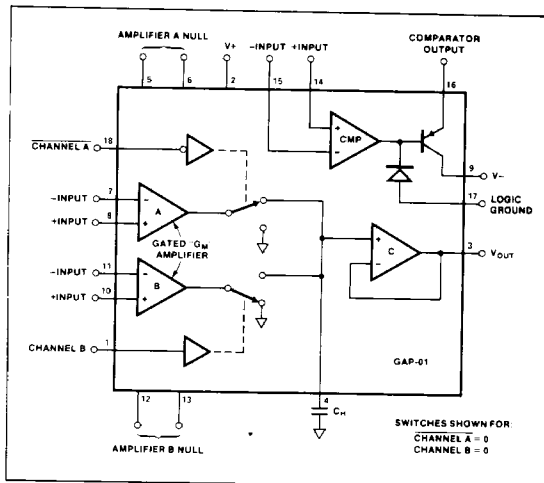 AMPLIFIER A NULL
V+
-INPUT
+INPUT
COMPARATOR
OUTPUT
5
6
2
15
14
16
CHANNEL A
18
+
-
CMP
9
V-
17
LOGIC
GROUND
-INPUT
7
-
A
+INPUT
8
+
GATED GM
AMPLIFIER
+
-
C
3
VOUT
-INPUT
11
-
B
+INPUT
10
+
CHANNEL B
1
GAP-01
12
13
4
CH
AMPLIFIER B NULL
SWITCHES SHOWN FOR:
CHANNEL A = 0
CHANNEL B = 0